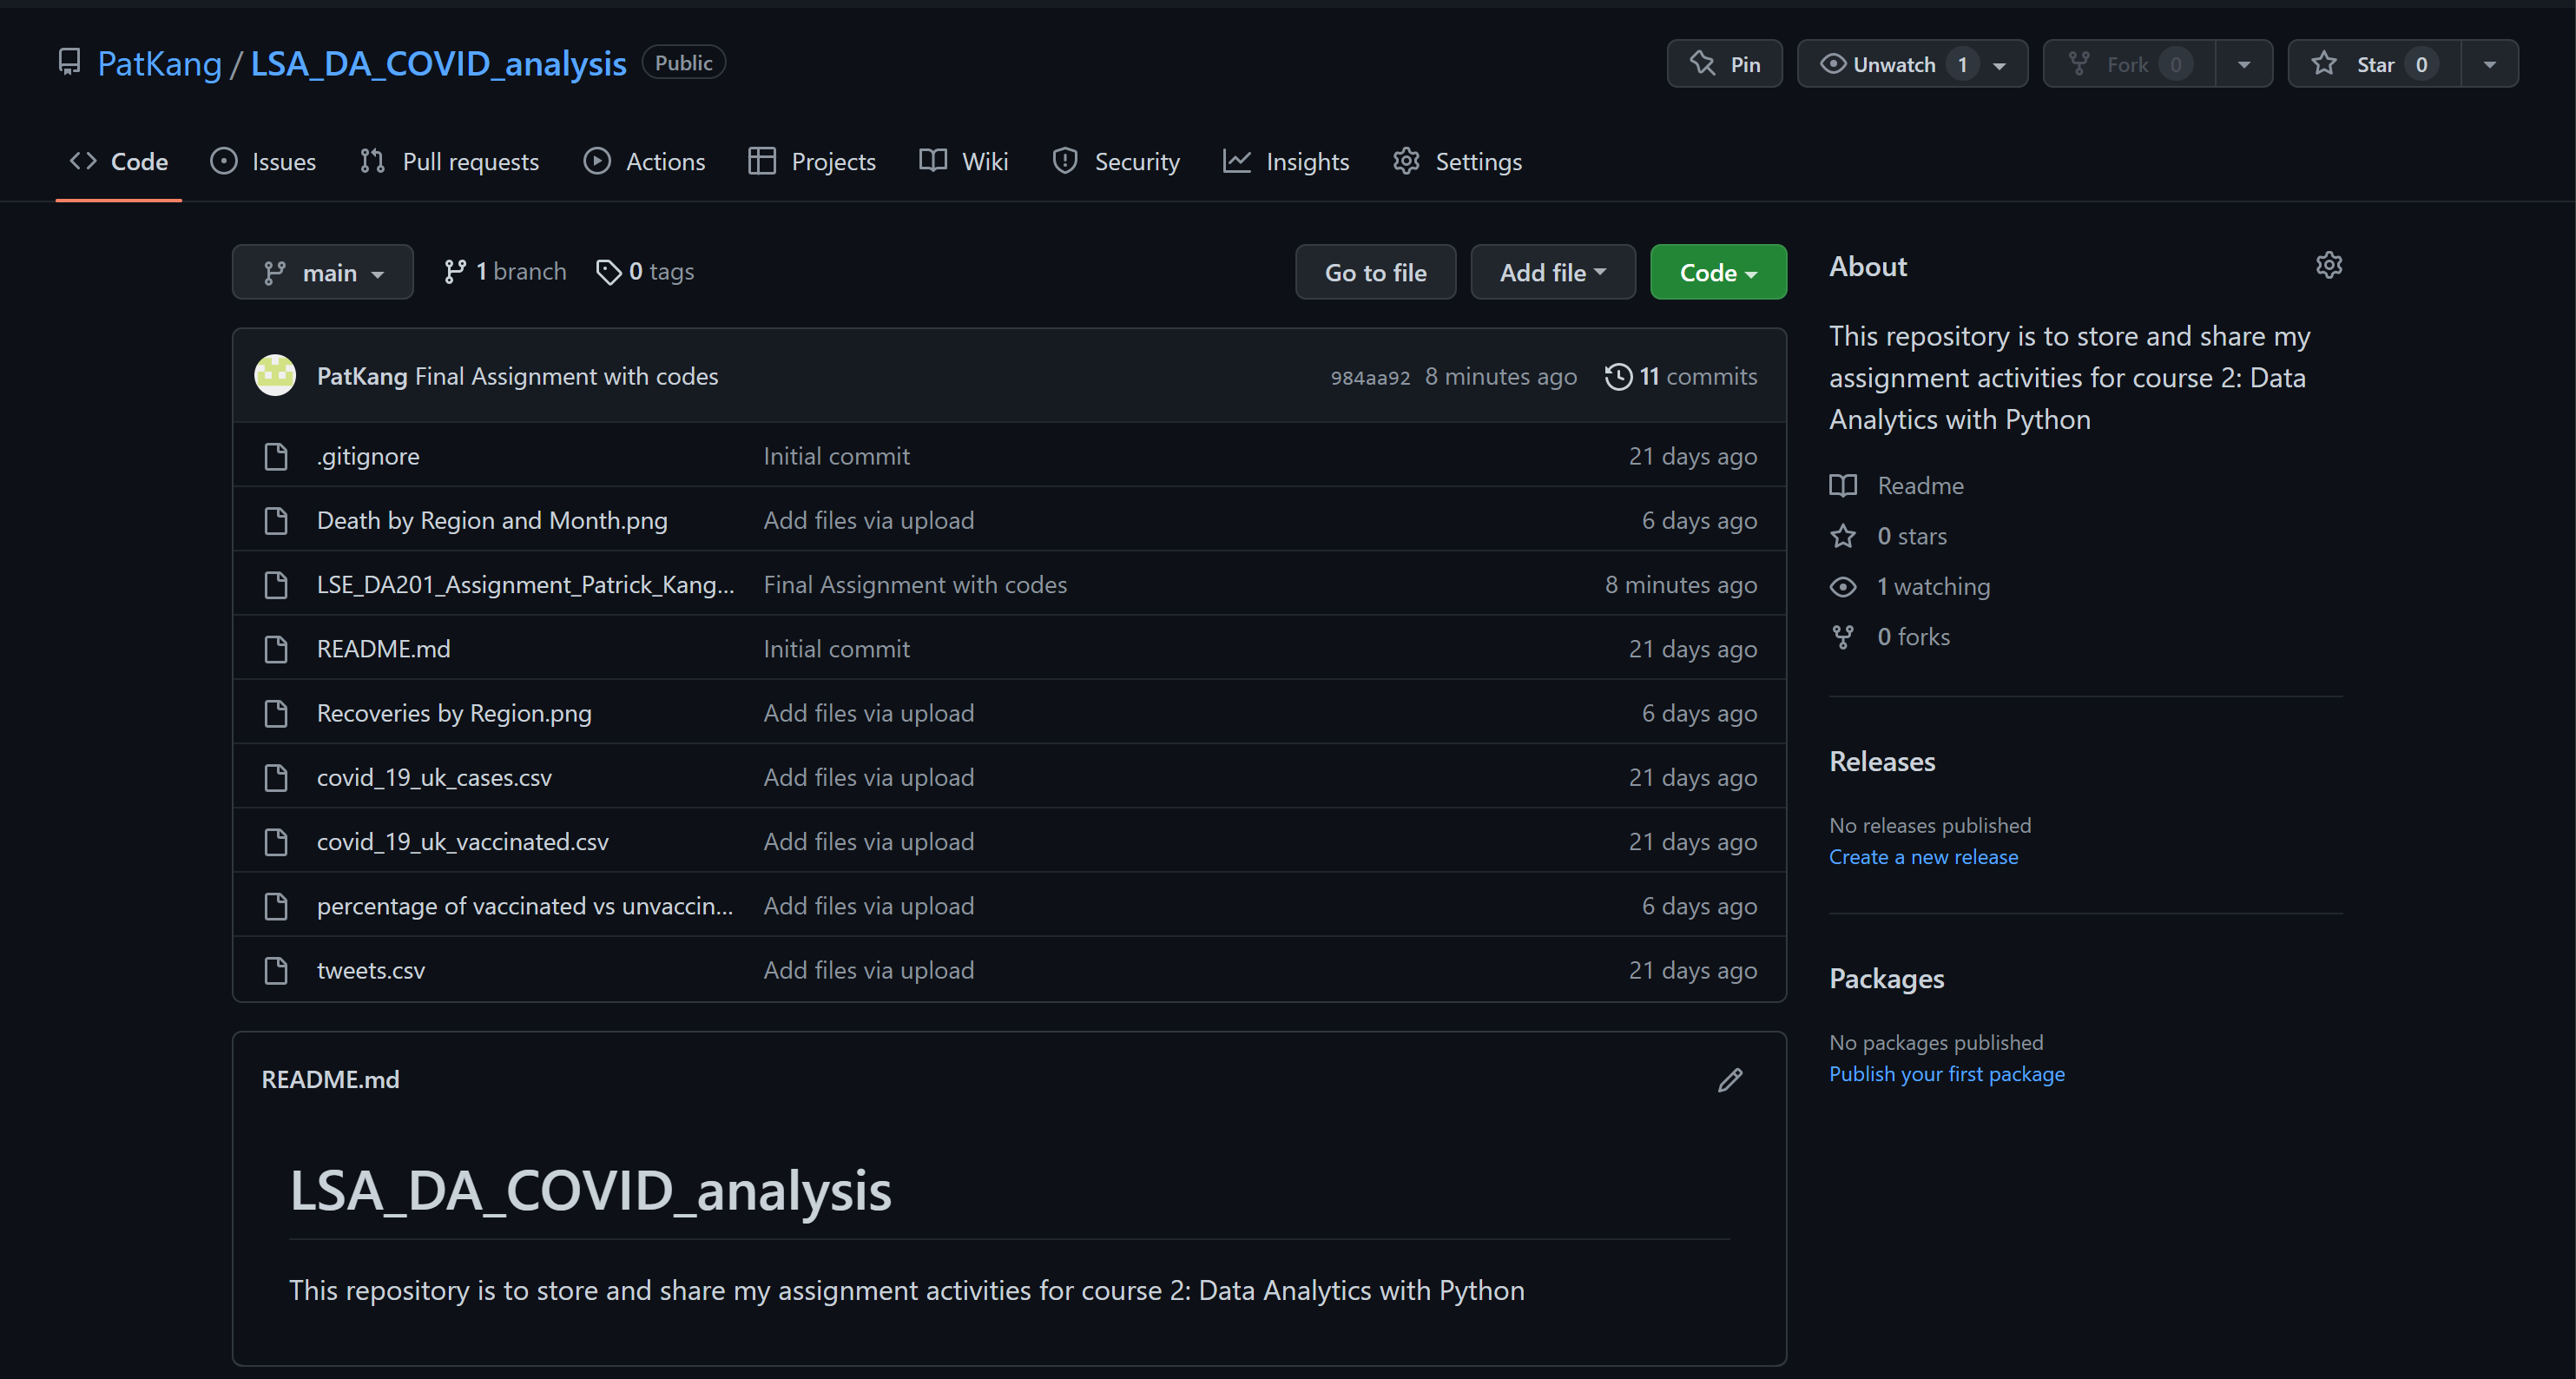 PatKang / LSA_DA_COVID_analysis Public Pin Unwatch 1 Fork 0 Star 0
Code Issues Pull requests Actions Projects Wiki Security Insights Settings
main 1 branch 0 tags Go to file Add file Code
PatKang Final Assignment with codes 984aa92 8 minutes ago 11 commits
.gitignore Initial commit 21 days ago
Death by Region and Month.png Add files via upload 6 days ago
LSE_DA201_Assignment_Patrick_Kang... Final Assignment with codes 8 minutes ago
README.md Initial commit 21 days ago
Recoveries by Region.png Add files via upload 6 days ago
covid_19_uk_cases.csv Add files via upload 21 days ago
covid_19_uk_vaccinated.csv Add files via upload 21 days ago
percentage of vaccinated vs unvaccin... Add files via upload 6 days ago
tweets.csv Add files via upload 21 days ago
README.md
LSA_DA_COVID_analysis
This repository is to store and share my assignment activities for course 2: Data Analytics with Python
About
This repository is to store and share my
assignment activities for course 2: Data
Analytics with Python
Readme
0 stars
1 watching
0 forks
Releases
No releases published
Create a new release
Packages
No packages published
Publish your first package